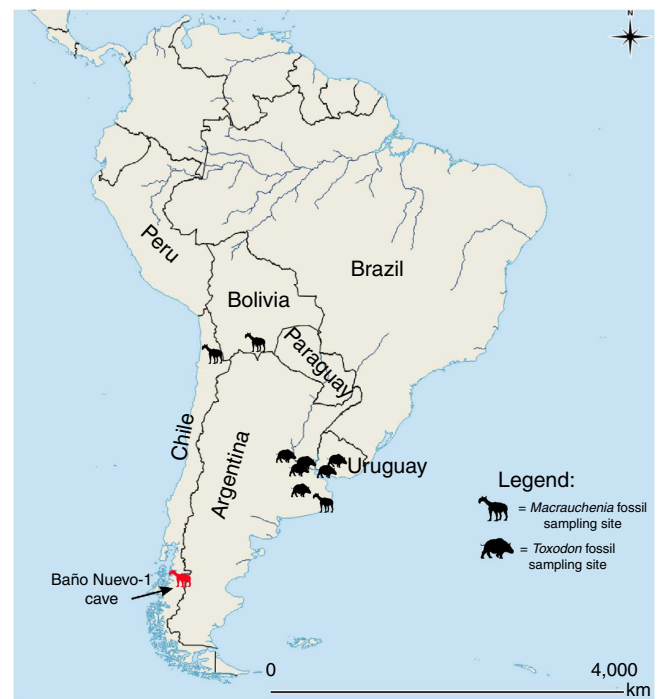 N
Peru
Brazil
Bolivia
Paraguay
Chile
Argentina
Uruguay
Legend:
= Macrauchenia fossil
sampling site
= Toxodon fossil
sampling site
Baño Nuevo-1
cave
0
4,000
km